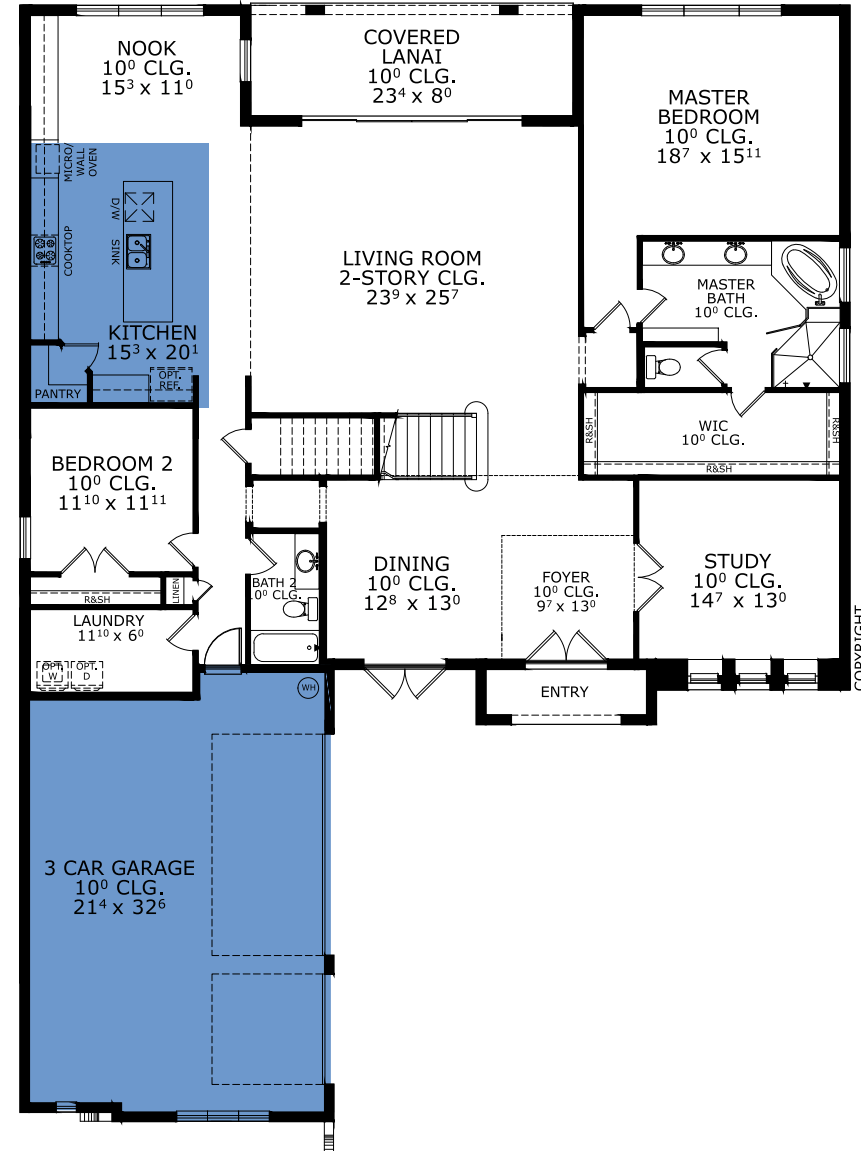 NOOK
10⁰ CLG.
15³ x 11⁰
COVERED
LANAI
10⁰ CLG.
23⁴ x 8⁰
MASTER
BEDROOM
10⁰ CLG.
18⁷ x 15¹¹
MICRO/
WALL
OVEN
D/W
SINK
COOKTOP
KITCHEN
15³ x 20¹
OPT.
REF.
PANTRY
LIVING ROOM
2-STORY CLG.
23⁹ x 25⁷
MASTER
BATH
10⁰ CLG.
R&SH
WIC
10⁰ CLG.
R&SH
R&SH
BEDROOM 2
10⁰ CLG.
11¹⁰ x 11¹¹
R&SH
LINEN
BATH 2
10⁰ CLG.
DINING
10⁰ CLG.
12⁸ x 13⁰
FOYER
10⁰ CLG.
9⁷ x 13⁰
STUDY
10⁰ CLG.
14⁷ x 13⁰
LAUNDRY
11¹⁰ x 6⁰
OPT.
W
OPT.
D
WH
ENTRY
COPYRIGHT
3 CAR GARAGE
10⁰ CLG.
21⁴ x 32⁶